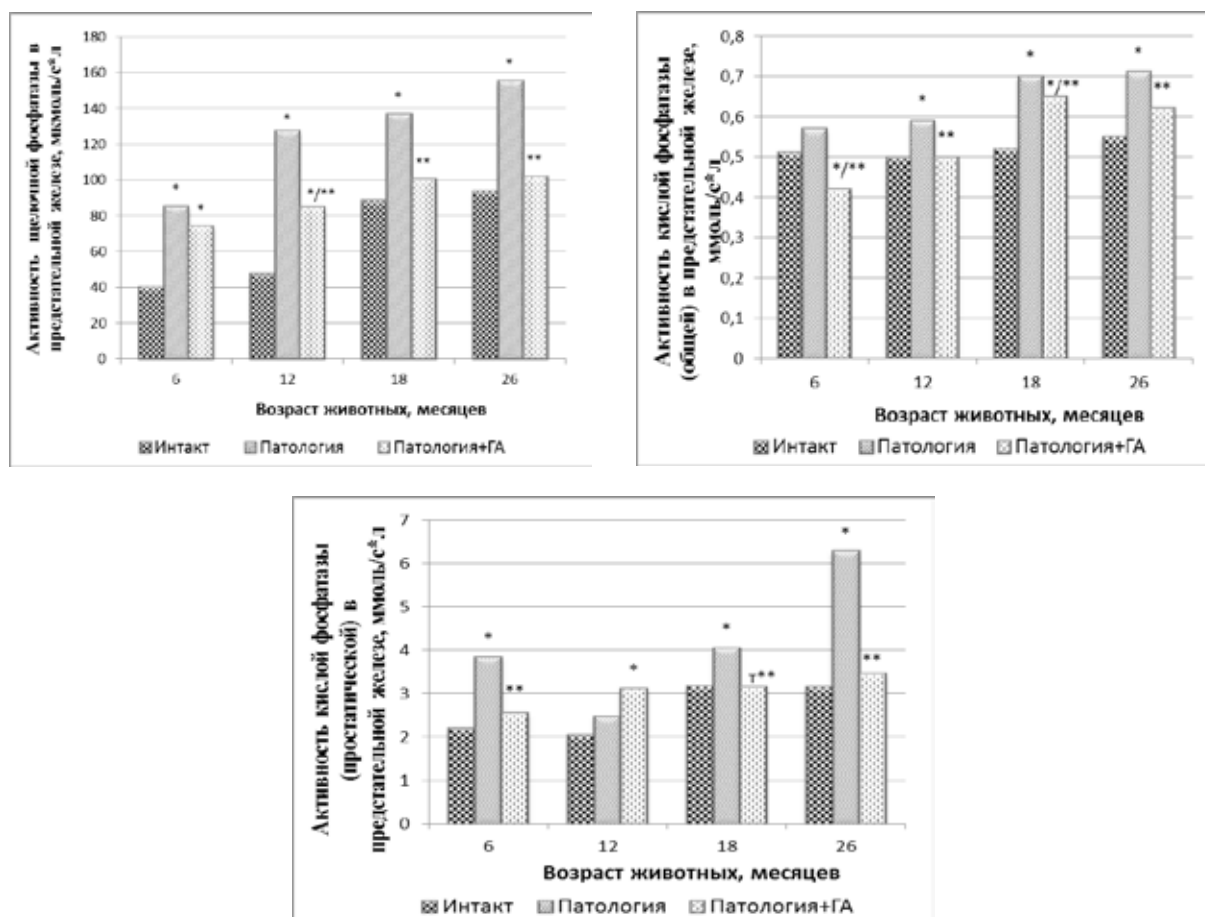 Активность щелочной фосфатазы в
предстательной железе, мкмоль/с*л
180
160
140
120
100
80
60
40
20
0
*
*
*
*/**
*
**
*
**
6
12
18
26
Возраст животных, месяцев
Интакт
Патология
Патология+ГА
Активность кислой фосфатазы
(общей) в предстательной железе,
ммоль/с*л
0,8
0,7
0,6
0,5
0,4
0,3
0,2
0,1
0
*/**
*
**
*
*/**
*
**
6
12
18
26
Возраст животных, месяцев
Интакт
Патология
Патология+ГА
Активность кислой фосфатазы
(простатической) в
предстательной железе, ммоль/с*л
7
6
5
4
3
2
1
0
*
**
*
*
т**
*
**
6
12
18
26
Возраст животных, месяцев
Интакт
Патология
Патология+ГА